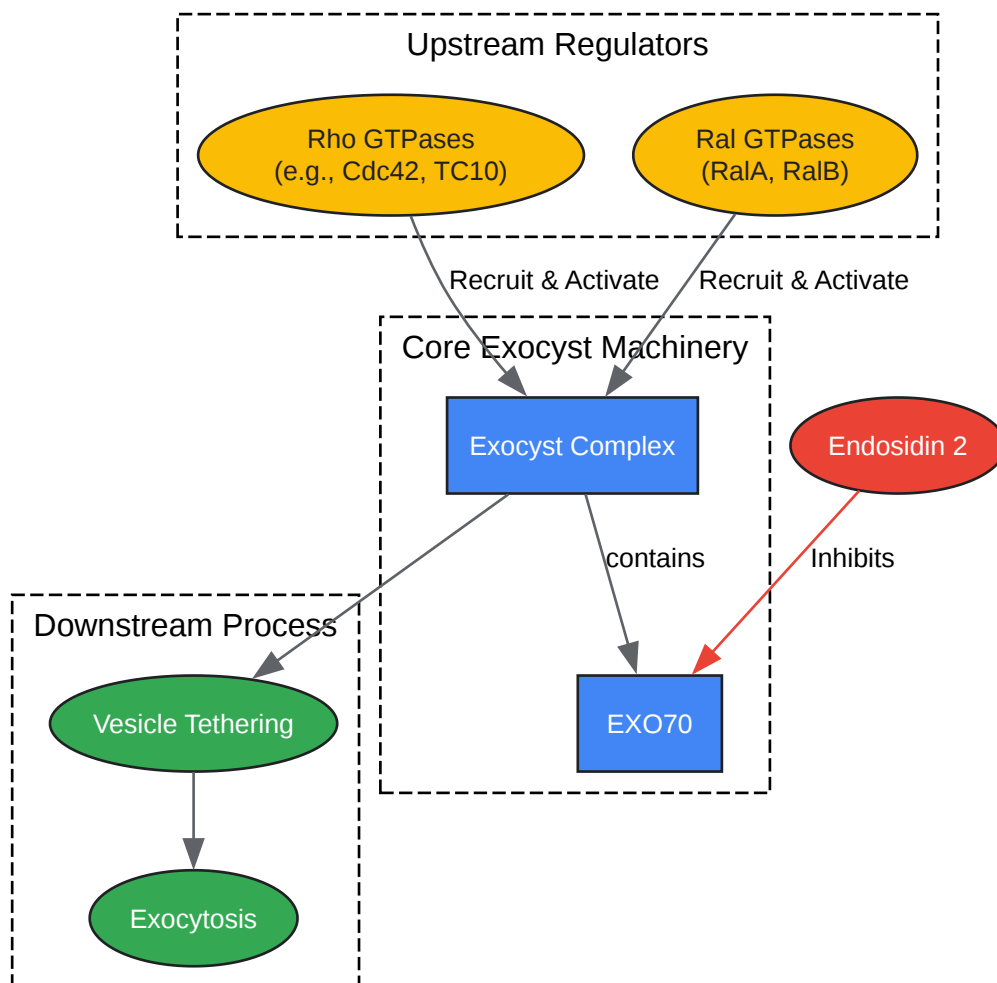 Upstream Regulators
Rho GTPases
(e.g., Cdc42, TC10)
Ral GTPases
(RalA, RalB)
Recruit & Activate
Recruit & Activate
Core Exocyst Machinery
Exocyst Complex
Endosidin 2
contains
Inhibits
Downstream Process
Vesicle Tethering
EXO70
Exocytosis